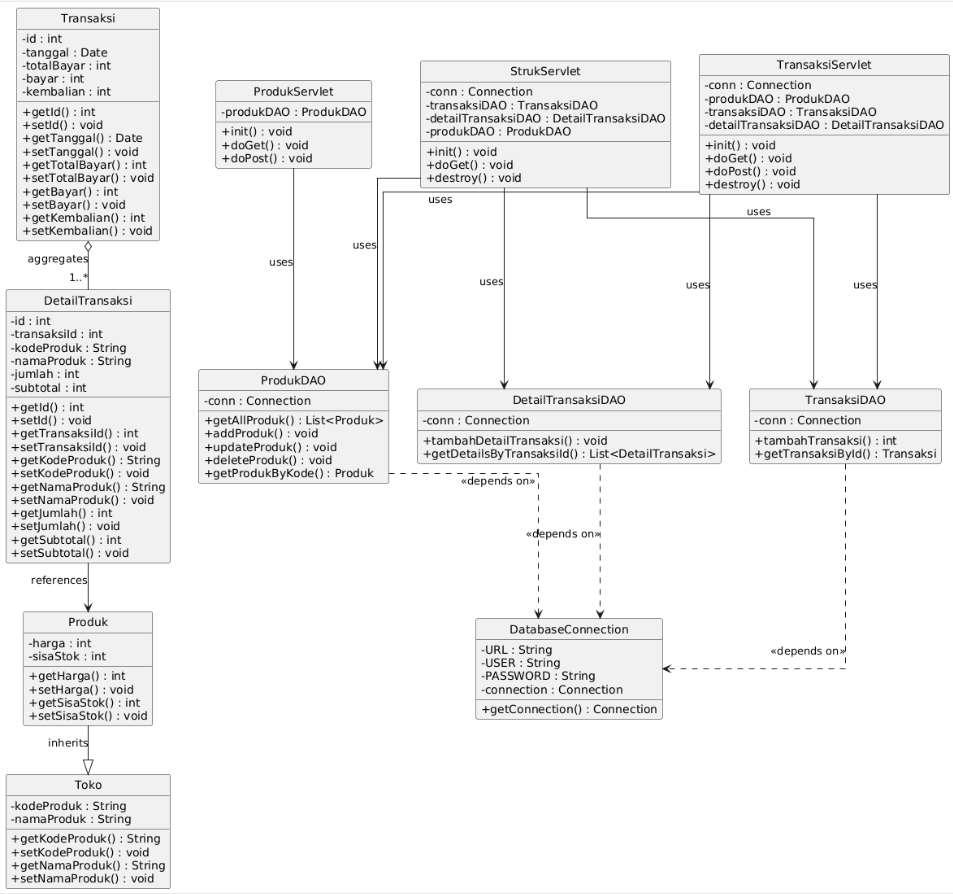 Transaksi
-id : int
-tanggal : Date
-totalBayar : int
-bayar : int
-kembalian : int
+getId() : int
+setId() : void
+getTanggal() : Date
+setTanggal() : void
+getTotalBayar() : int
+setTotalBayar() : void
+getBayar() : int
+setBayar() : void
+getKembalian() : int
+setKembalian() : void
aggregates
1..*
DetailTransaksi
-id : int
-transaksiId : int
-kodeProduk : String
-namaProduk : String
-jumlah : int
-subtotal : int
+getId() : int
+setId() : void
+getTransaksiId() : int
+setTransaksiId() : void
+getKodeProduk() : String
+setKodeProduk() : void
+getNamaProduk() : String
+setNamaProduk() : void
+getJumlah() : int
+setJumlah() : void
+getSubtotal() : int
+setSubtotal() : void
references
Produk
-harga : int
-sisaStok : int
+getHarga() : int
+setHarga() : void
+getSisaStok() : int
+setSisaStok() : void
inherits
Toko
-kodeProduk : String
-namaProduk : String
+getKodeProduk() : String
+setKodeProduk() : void
+getNamaProduk() : String
+setNamaProduk() : void
ProdukServlet
-produkDAO : ProdukDAO
+init() : void
+doGet() : void
+doPost() : void
StrukServlet
-conn : Connection
-transaksiDAO : TransaksiDAO
-detailTransaksiDAO : DetailTransaksiDAO
-produkDAO : ProdukDAO
+init() : void
+doGet() : void
+destroy() : void
TransaksiServlet
-conn : Connection
-produkDAO : ProdukDAO
-transaksiDAO : TransaksiDAO
-detailTransaksiDAO : DetailTransaksiDAO
+init() : void
+doGet() : void
+doPost() : void
+destroy() : void
uses
uses
uses
uses
uses
uses
uses
ProdukDAO
-conn : Connection
+getAllProduk() : List<Produk>
+addProduk() : void
+updateProduk() : void
+deleteProduk() : void
+getProdukByKode() : Produk
DetailTransaksiDAO
-conn : Connection
+tambahDetailTransaksi() : void
+getDetailsByTransaksiId() : List<DetailTransaksi>
TransaksiDAO
-conn : Connection
+tambahTransaksi() : int
+getTransaksiById() : Transaksi
«depends on»
«depends on»
«depends on»
DatabaseConnection
-URL : String
-USER : String
-PASSWORD : String
-connection : Connection
+getConnection() : Connection